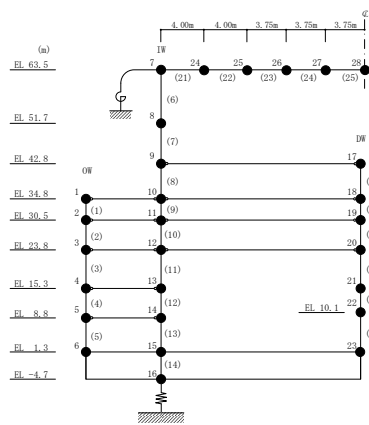 ℄
4.00m 4.00m 3.75m 3.75m 3.75m
(m) IW
7 24 25 26 27 28
EL 63.5
(21) (22) (23) (24) (25)
(6)
EL 51.7 8
(7)
EL 42.8 9 17
OW DW
(8)
EL 34.8 1 10 18
(1) (9)
EL 30.5 2 11 19
(2) (10)
EL 23.8 3 12 20
(3) (11)
EL 15.3 4 13 21
(4) (12)
EL 10.1 22
EL 8.8 5 14
(5) (13)
EL 1.3 6 15 23
(14)
EL -4.7 16